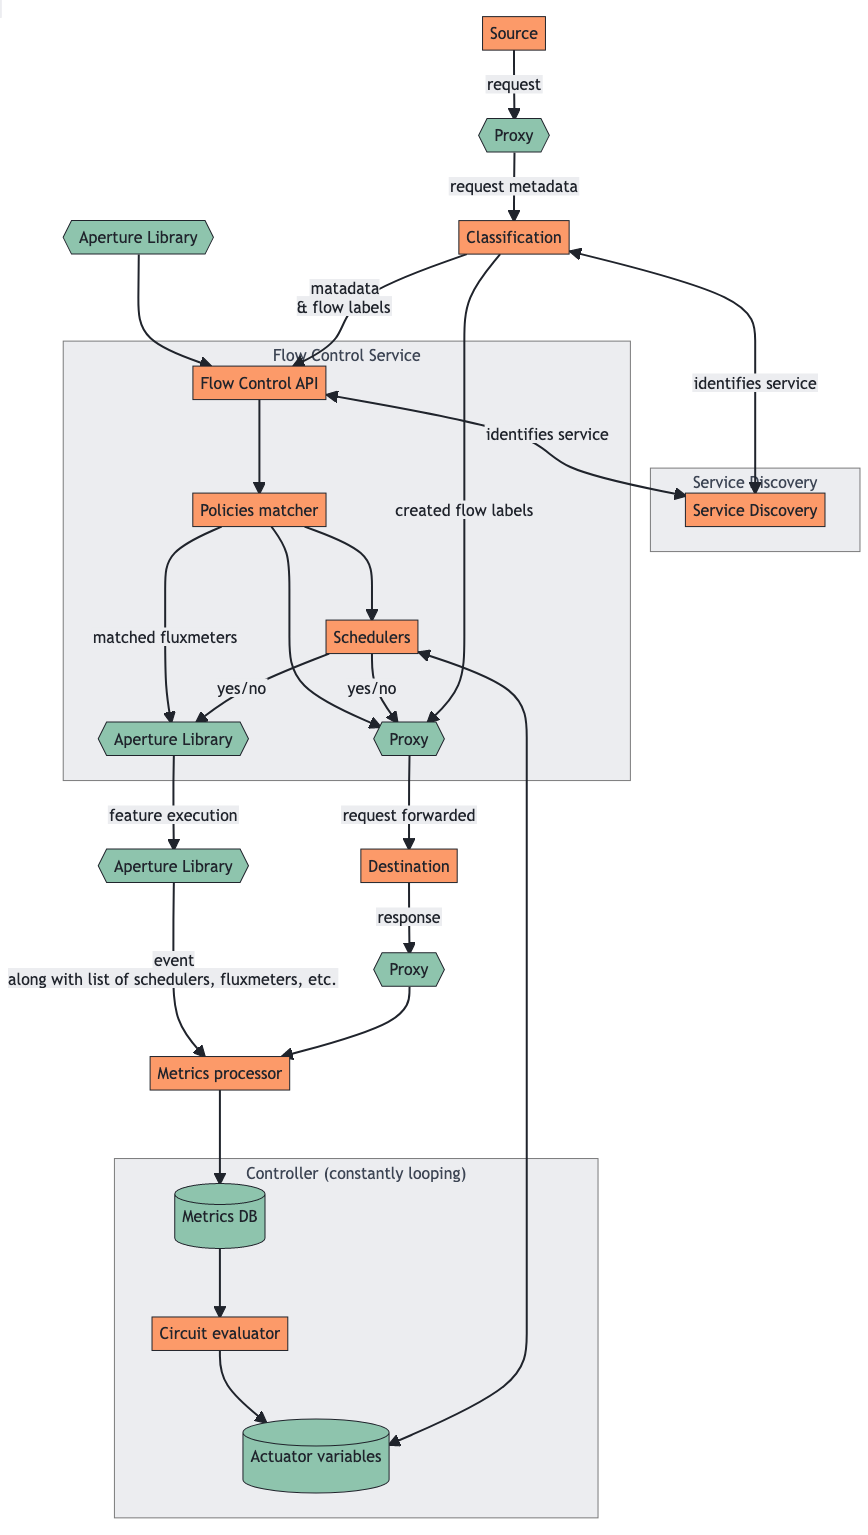 Source
request
Proxy
request metadata
Aperture Library
Classification
matadata
& flow labels
Flow Control Service
Flow Control API
identifies service
identifies service
Service Discovery
Policies matcher
created flow labels
Service Discovery
matched fluxmeters
Schedulers
yes/no
yes/no
Aperture Library
Proxy
feature execution
request forwarded
Aperture Library
Destination
response
event
along with list of schedulers, fluxmeters, etc.
Proxy
Metrics processor
Controller (constantly looping)
Metrics DB
Circuit evaluator
Actuator variables